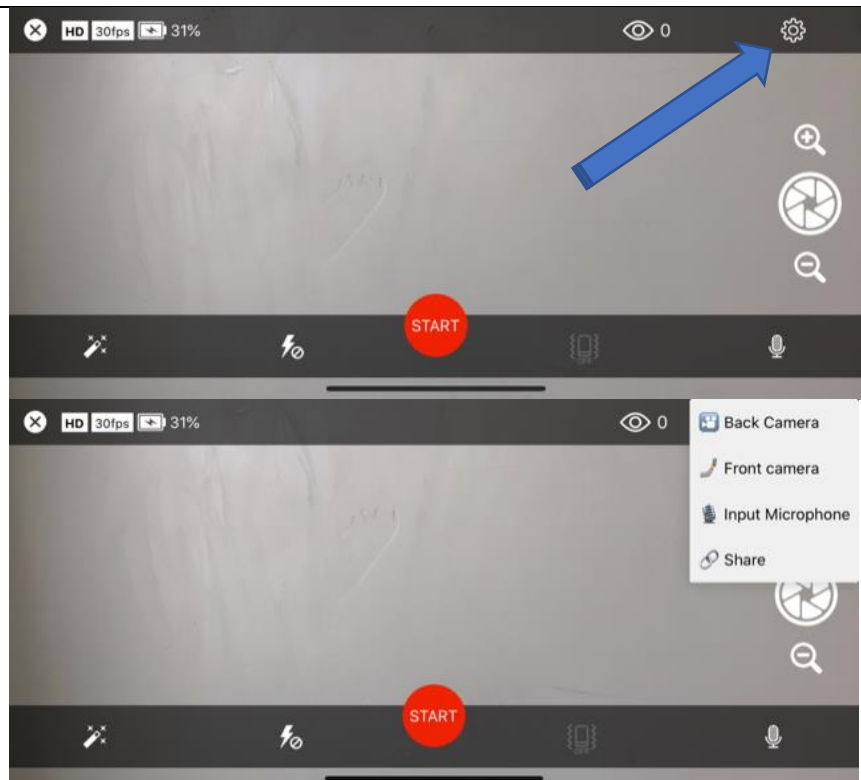 HD 30fps 31% 0
START
HD 30fps 31% 0
Back Camera
Front camera
Input Microphone
Share
START